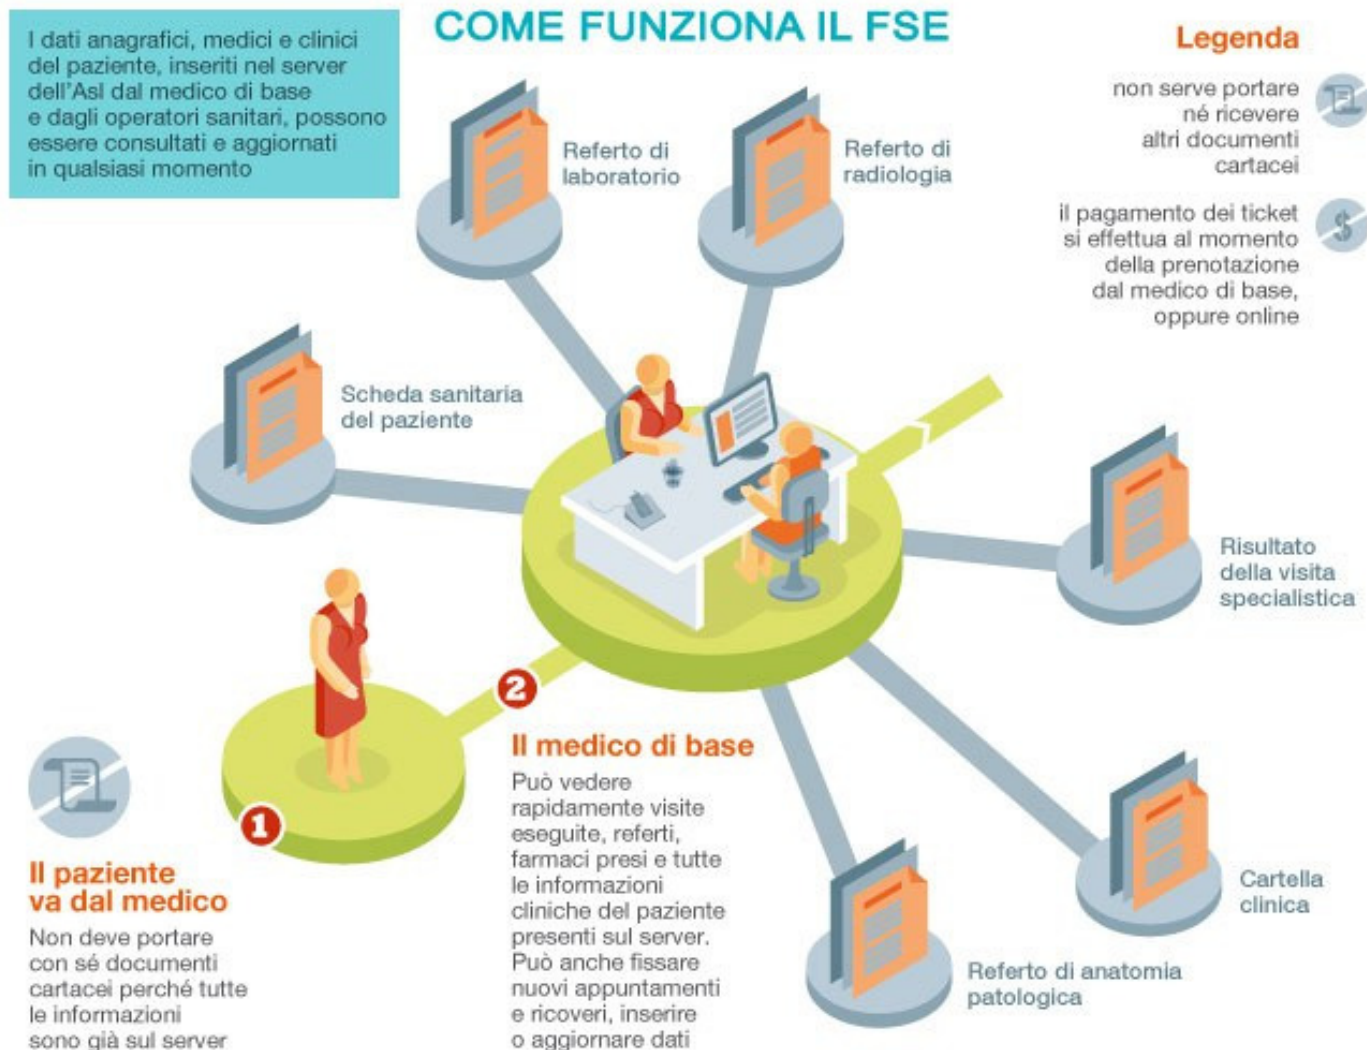 COME FUNZIONA IL FSE
I dati anagrafici, medici e clinici
del paziente, inseriti nel server
dell'Asl dal medico di base
e dagli operatori sanitari, possono
essere consultati e aggiornati
in qualsiasi momento
Legenda
non serve portare
né ricevere
altri documenti
cartacei
il pagamento dei ticket
si effettua al momento
della prenotazione
dal medico di base,
oppure online
$
Referto di
laboratorio
Referto di
radiologia
Scheda sanitaria
del paziente
Risultato
della visita
specialistica
Cartella
clinica
Referto di anatomia
patologica
1
Il paziente
va dal medico
Non deve portare
con sé documenti
cartacei perché tutte
le informazioni
sono già sul server
2
Il medico di base
Può vedere
rapidamente visite
eseguite, referti,
farmaci presi e tutte
le informazioni
cliniche del paziente
presenti sul server.
Può anche fissare
nuovi appuntamenti
e ricoveri, inserire
o aggiornare dati